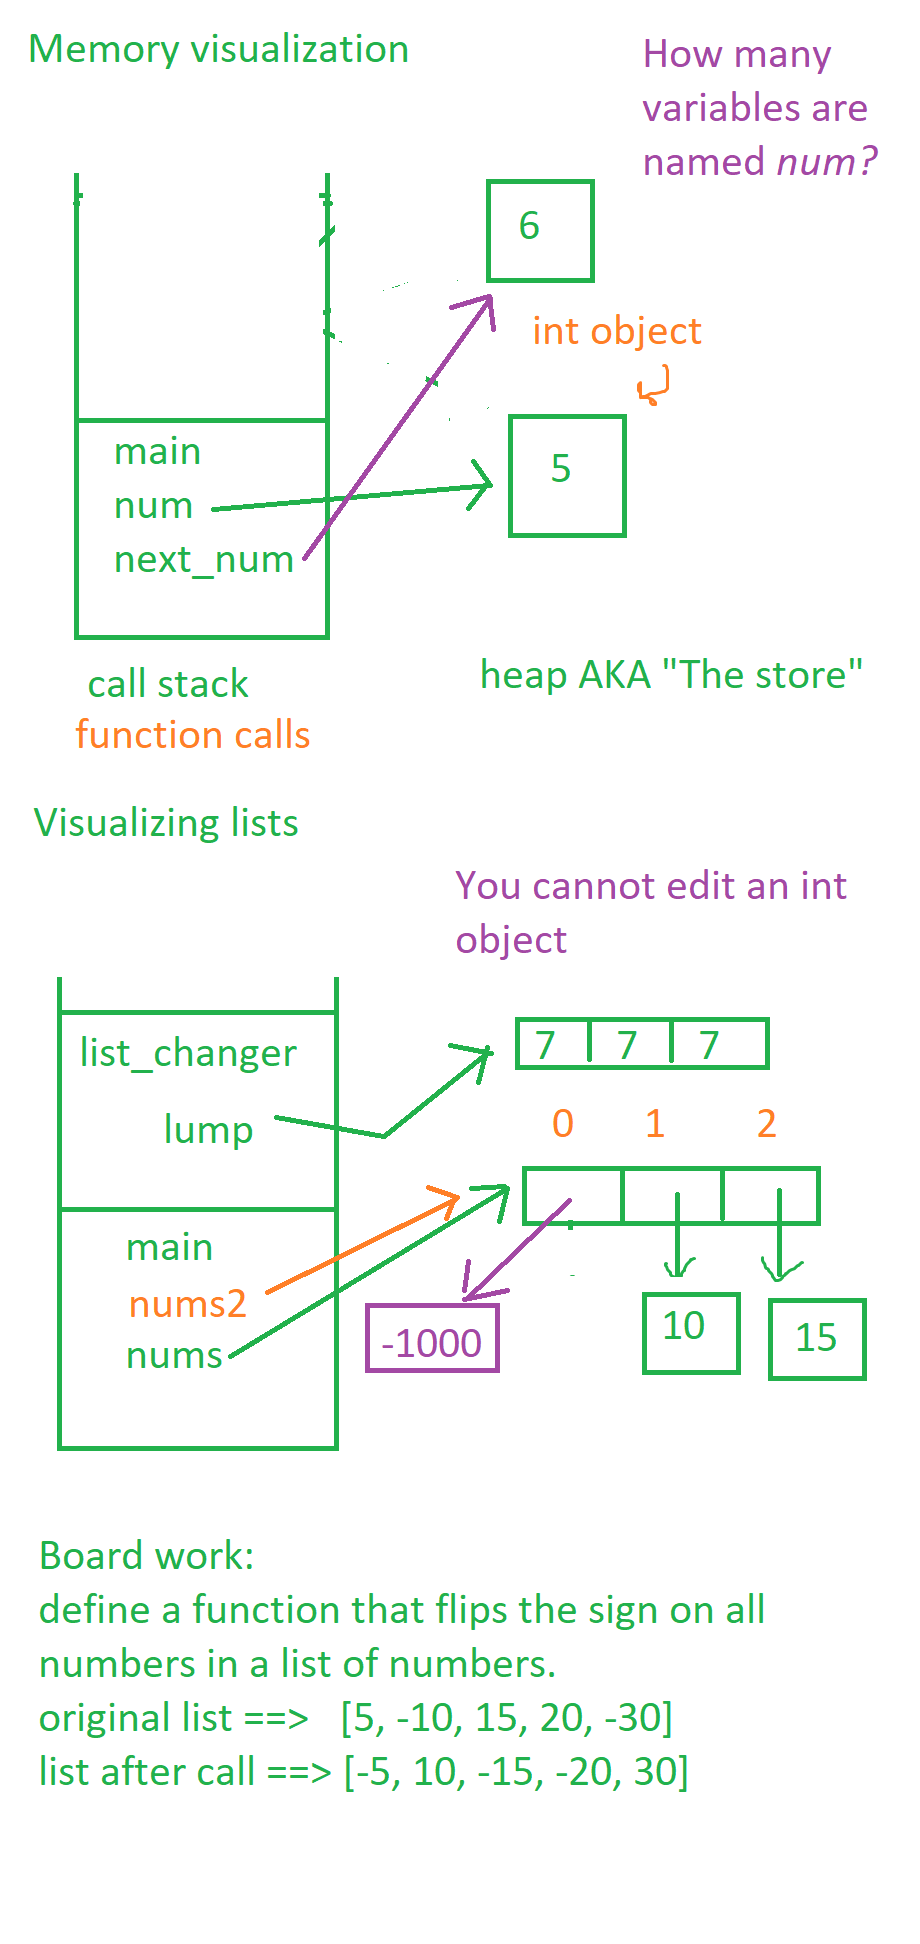 Memory visualization
How many
variables are
named num?
6
int object
5
main
num
next_num
call stack
function calls
heap AKA "The store"
Visualizing lists
You cannot edit an int
object
list_changer
lump
7 7 7
0 1 2
main
nums2
nums
-1000
10
15
Board work:
define a function that flips the sign on all
numbers in a list of numbers.
original list ==> [5, -10, 15, 20, -30]
list after call ==> [-5, 10, -15, -20, 30]